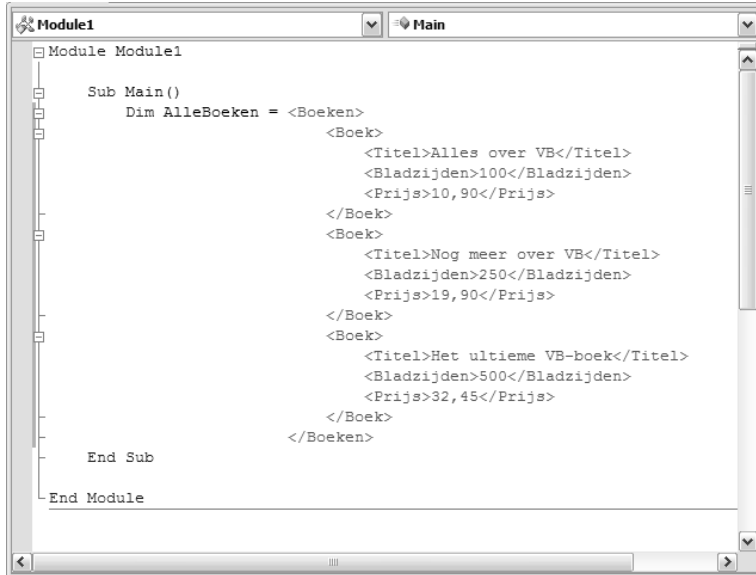 Module1 Main
Module Module1
Sub Main()
Dim AlleBoeken = <Boeken>
<Boek>
<Titel>Alles over VB</Titel>
<Bladzijden>100</Bladzijden>
<Prijs>10,90</Prijs>
</Boek>
<Boek>
<Titel>Nog meer over VB</Titel>
<Bladzijden>250</Bladzijden>
<Prijs>19,90</Prijs>
</Boek>
<Boek>
<Titel>Het ultieme VB-boek</Titel>
<Bladzijden>500</Bladzijden>
<Prijs>32,45</Prijs>
</Boek>
</Boeken>
End Sub
End Module